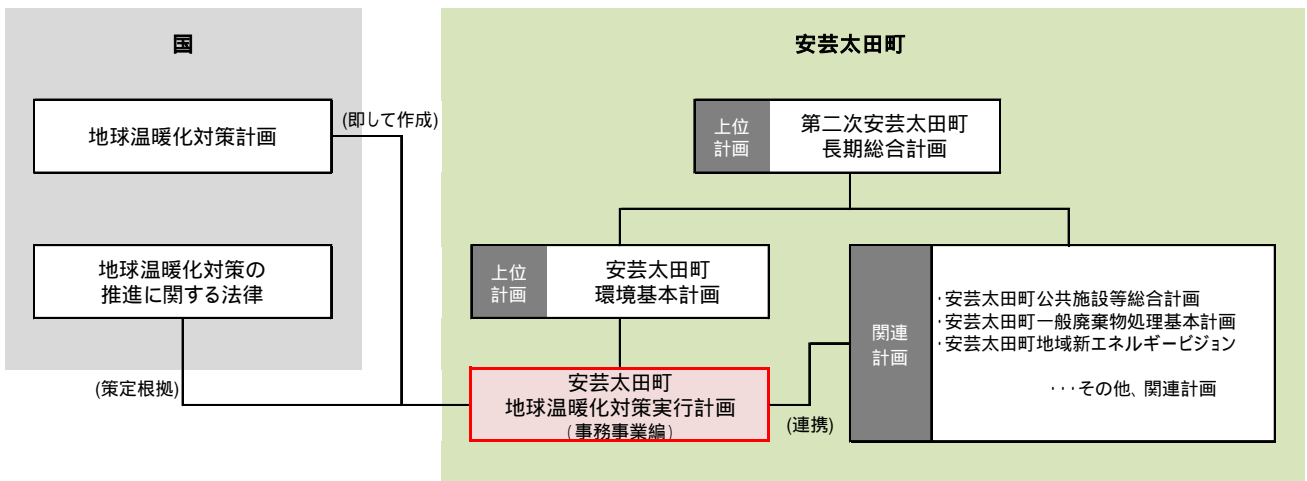 国
地球温暖化対策計画
(即して作成)
地球温暖化対策の
推進に関する法律
(策定根拠)
安芸太田町
上位
計画
第二次安芸太田町
長期総合計画
上位
計画
安芸太田町
環境基本計画
関連
計画
・安芸太田町公共施設等総合計画
・安芸太田町一般廃棄物処理基本計画
・安芸太田町地域新エネルギービジョン
・・・その他、関連計画
安芸太田町
地球温暖化対策実行計画
(事務事業編)
(連携)